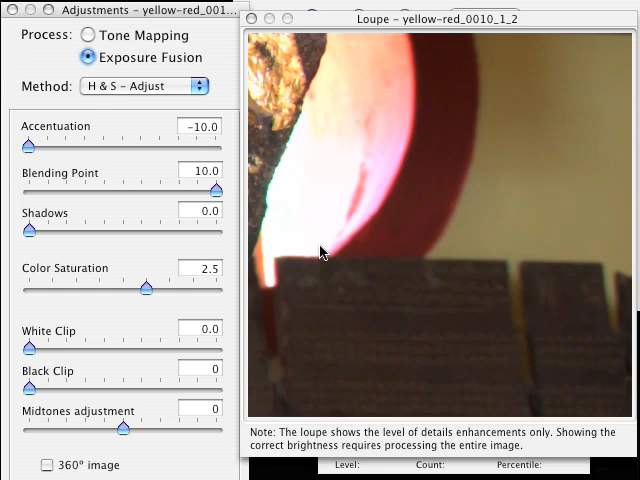 Adjustments – yellow-red_001...
Process:
Tone Mapping
Exposure Fusion
Method:
H & S - Adjust
Accentuation
-10.0
Blending Point
10.0
Shadows
0.0
Color Saturation
2.5
White Clip
0.0
Black Clip
0
Midtones adjustment
0
360° image
Loupe – yellow-red_0010_1_2
Note: The loupe shows the level of details enhancements only. Showing the
correct brightness requires processing the entire image.
Level: Count: Percentile: